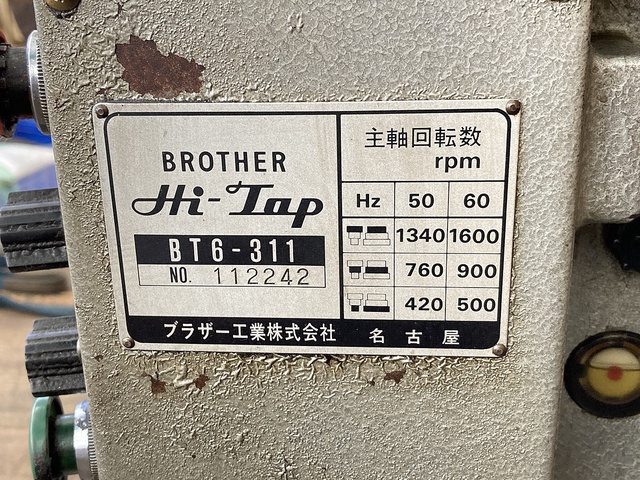 BROTHER
Hi-Tap
BT6-311
NO. 112242
主軸回転数
rpm
Hz 50 60
1340 1600
760 900
420 500
ブラザー工業株式会社 名古屋